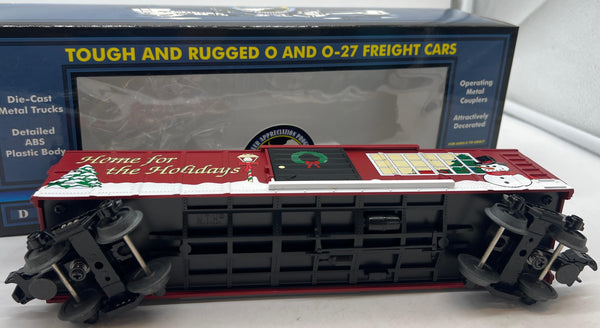 TOUGH AND RUGGED O AND O-27 FREIGHT CARS
Die-Cast
Metal Trucks
Detailed
ABS
Plastic Body
Operating
Metal
Couplers
Attractively
Decorated
Home for
the Holidays
D